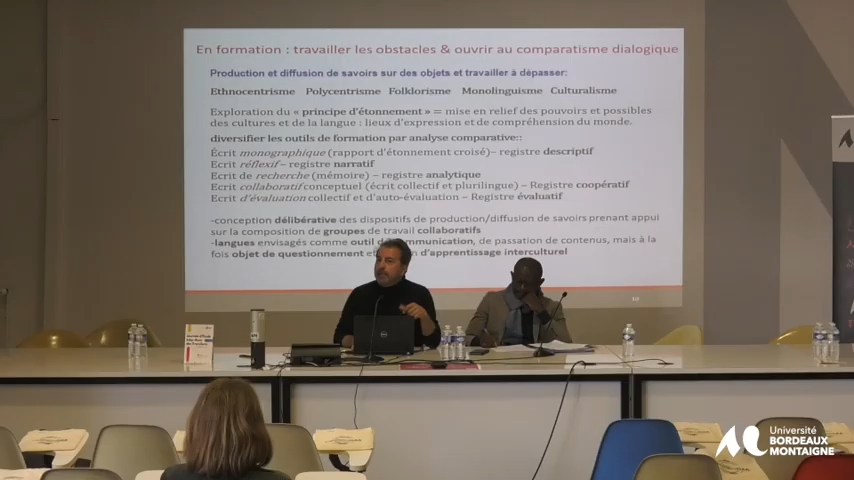 En formation : travailler les obstacles & ouvrir au comparatisme dialogique
Production et diffusion de savoirs sur des objets et travailler à dépasser:
Ethnocentrisme Polycentrisme Folklorisme Monolinguisme Culturalisme
Exploration du « principe d'étonnement » = mise en relief des pouvoirs et possibles
des cultures et de la langue : lieux d'expression et de compréhension du monde.
diversifier les outils de formation par analyse comparative::
Écrit monographique (rapport d'étonnement croisé)– registre descriptif
Ecrit réflexif – registre narratif
Ecrit de recherche (mémoire) – registre analytique
Ecrit collaboratif conceptuel (écrit collectif et plurilingue) – Registre coopératif
Ecrit d'évaluation collectif et d'auto-évaluation – Registre évaluatif
-conception délibérative des dispositifs de production/diffusion de savoirs prenant appui
sur la composition de groupes de travail collaboratifs
-langues envisagés comme outil de communication, de passation de contenus, mais à la
fois objet de questionnement et d'apprentissage interculturel
DELL
Université
BORDEAUX
MONTAIGNE